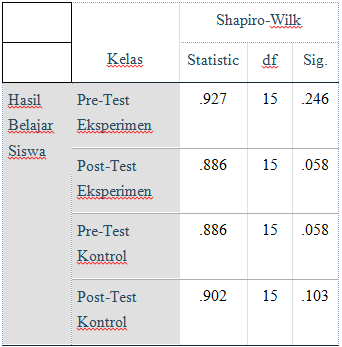 Shapiro-Wilk
Kelas Statistic df Sig.
Hasil Belajar Siswa
Pre-Test Eksperimen .927 15 .246
Post-Test Eksperimen .886 15 .058
Pre-Test Kontrol .886 15 .058
Post-Test Kontrol .902 15 .103